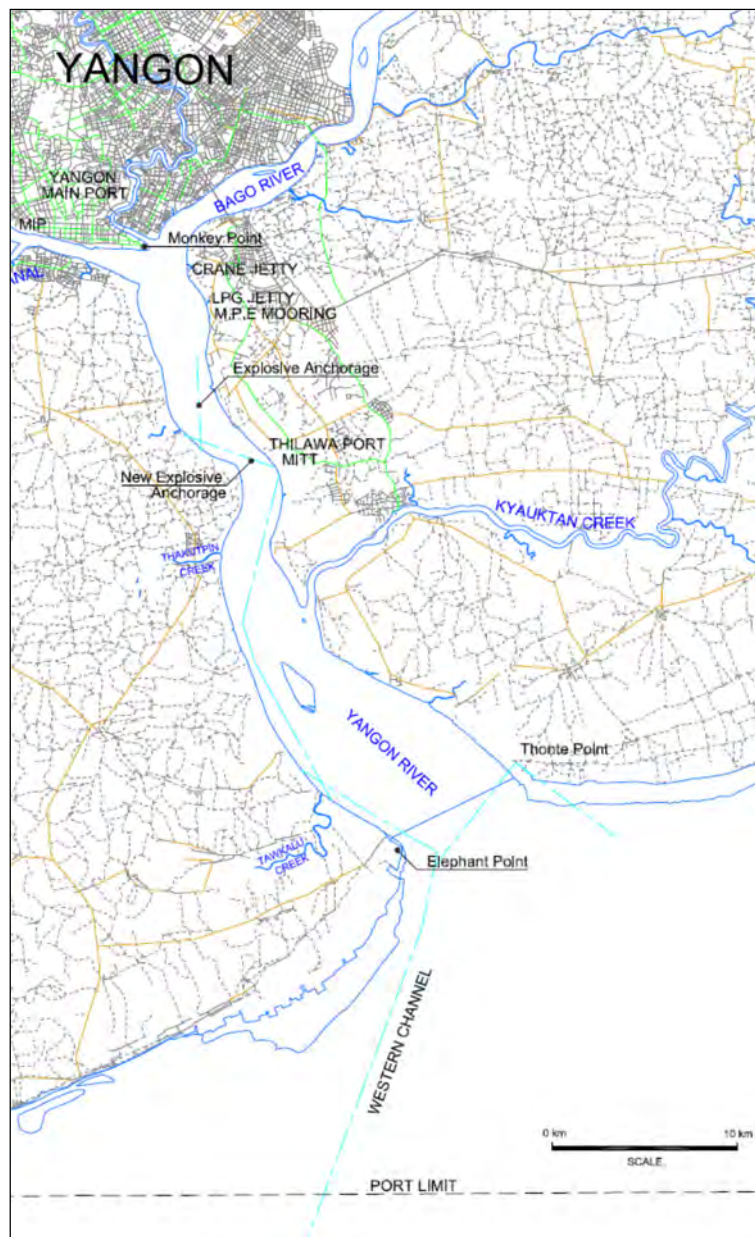 YANGON
YANGON
MAIN PORT
BAGO RIVER
MIP
Monkey Point
ANAL
CRANE JETTY
LPG JETTY
M.P.E MOORING
Explosive Anchorage
THILAWA PORT
MITT
New Explosive
Anchorage
KYAUKTAN CREEK
THAKUTPIN
CREEK
YANGON RIVER
Thonte Point
TAWKALU
CREEK
Elephant Point
WESTERN CHANNEL
0 km
10 km
SCALE
PORT LIMIT